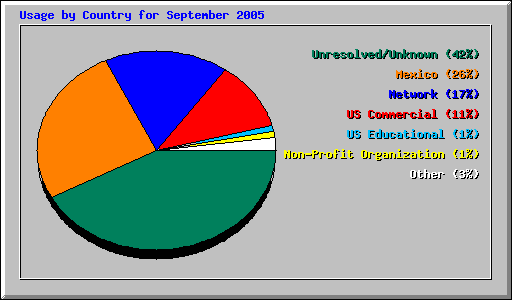 Usage by Country for September 2005
Unresolved/Unknown (42%)
Mexico (26%)
Network (17%)
US Commercial (11%)
US Educational (1%)
Non-Profit Organization (1%)
Other (3%)